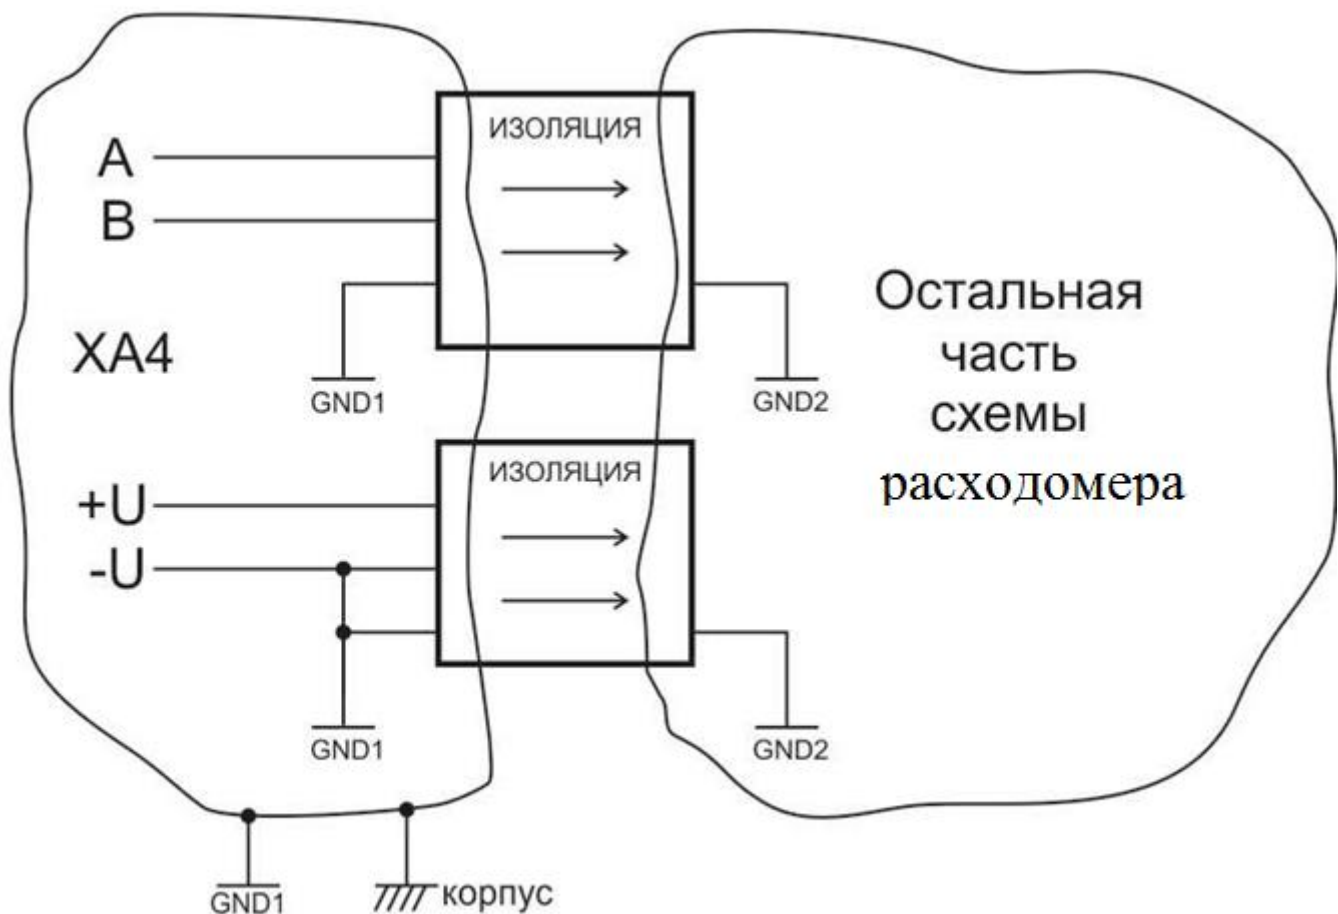 ИЗОЛЯЦИЯ
A
B
GND1
GND2
XA4
Остальная
часть
схемы
расходомера
ИЗОЛЯЦИЯ
+U
-U
GND1
GND2
GND1
корпус